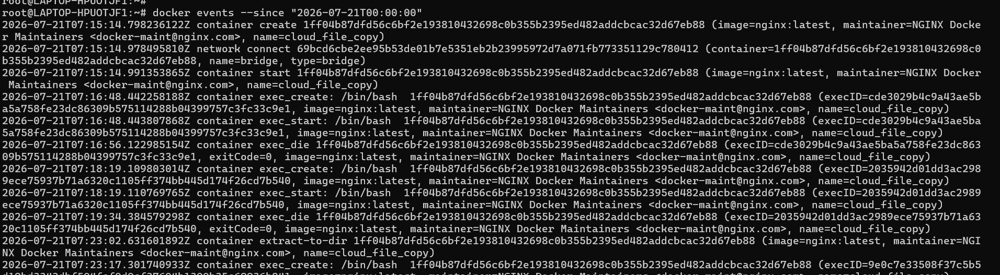 root@LAPTOP-HPUOTJF1:~#
root@LAPTOP-HPUOTJF1:~# docker events --since "2026-07-21T00:00:00"
2026-07-21T07:15:14.798236122Z container create 1ff04b87dfd56c6bf2e193810432698c0b355b2395ed482addcbcac32d67eb88 (image=nginx:latest, maintainer=NGINX Docke
r Maintainers <docker-maint@nginx.com>, name=cloud_file_copy)
2026-07-21T07:15:14.978495810Z network connect 69bcd6cbe2ee95b53de01b7e5351eb2b23995972d7a071fb773351129c780412 (container=1ff04b87dfd56c6bf2e193810432698c0
b355b2395ed482addcbcac32d67eb88, name=bridge, type=bridge)
2026-07-21T07:15:14.991353865Z container start 1ff04b87dfd56c6bf2e193810432698c0b355b2395ed482addcbcac32d67eb88 (image=nginx:latest, maintainer=NGINX Docker
 Maintainers <docker-maint@nginx.com>, name=cloud_file_copy)
2026-07-21T07:16:48.442258188Z container exec_create: /bin/bash  1ff04b87dfd56c6bf2e193810432698c0b355b2395ed482addcbcac32d67eb88 (execID=cde3029b4c9a43ae5b
a5a758fe23dc86309b575114288b04399757c3fc33c9e1, image=nginx:latest, maintainer=NGINX Docker Maintainers <docker-maint@nginx.com>, name=cloud_file_copy)
2026-07-21T07:16:48.443807868Z container exec_start: /bin/bash  1ff04b87dfd56c6bf2e193810432698c0b355b2395ed482addcbcac32d67eb88 (execID=cde3029b4c9a43ae5ba
5a758fe23dc86309b575114288b04399757c3fc33c9e1, image=nginx:latest, maintainer=NGINX Docker Maintainers <docker-maint@nginx.com>, name=cloud_file_copy)
2026-07-21T07:16:56.122985154Z container exec_die 1ff04b87dfd56c6bf2e193810432698c0b355b2395ed482addcbcac32d67eb88 (execID=cde3029b4c9a43ae5ba5a758fe23dc863
09b575114288b04399757c3fc33c9e1, exitCode=0, image=nginx:latest, maintainer=NGINX Docker Maintainers <docker-maint@nginx.com>, name=cloud_file_copy)
2026-07-21T07:18:19.109803014Z container exec_create: /bin/bash  1ff04b87dfd56c6bf2e193810432698c0b355b2395ed482addcbcac32d67eb88 (execID=2035942d01dd3ac298
9ece75937b71a6320c1105ff374bb445d174f26cd7b540, image=nginx:latest, maintainer=NGINX Docker Maintainers <docker-maint@nginx.com>, name=cloud_file_copy)
2026-07-21T07:18:19.110769765Z container exec_start: /bin/bash  1ff04b87dfd56c6bf2e193810432698c0b355b2395ed482addcbcac32d67eb88 (execID=2035942d01dd3ac2989
ece75937b71a6320c1105ff374bb445d174f26cd7b540, image=nginx:latest, maintainer=NGINX Docker Maintainers <docker-maint@nginx.com>, name=cloud_file_copy)
2026-07-21T07:19:34.384579298Z container exec_die 1ff04b87dfd56c6bf2e193810432698c0b355b2395ed482addcbcac32d67eb88 (execID=2035942d01dd3ac2989ece75937b71a63
20c1105ff374bb445d174f26cd7b540, exitCode=0, image=nginx:latest, maintainer=NGINX Docker Maintainers <docker-maint@nginx.com>, name=cloud_file_copy)
2026-07-21T07:23:02.631601892Z container extract-to-dir 1ff04b87dfd56c6bf2e193810432698c0b355b2395ed482addcbcac32d67eb88 (image=nginx:latest, maintainer=NGI
NX Docker Maintainers <docker-maint@nginx.com>, name=cloud_file_copy)
2026-07-21T07:23:17.301740933Z container exec_create: /bin/bash  1ff04b87dfd56c6bf2e193810432698c0b355b2395ed482addcbcac32d67eb88 (execID=9e0c7e33508f37c5b5
image=nginx:latest, maintainer=NGINX Docker Maintainers <docker-maint@nginx.com>, name=cloud_file_copy)